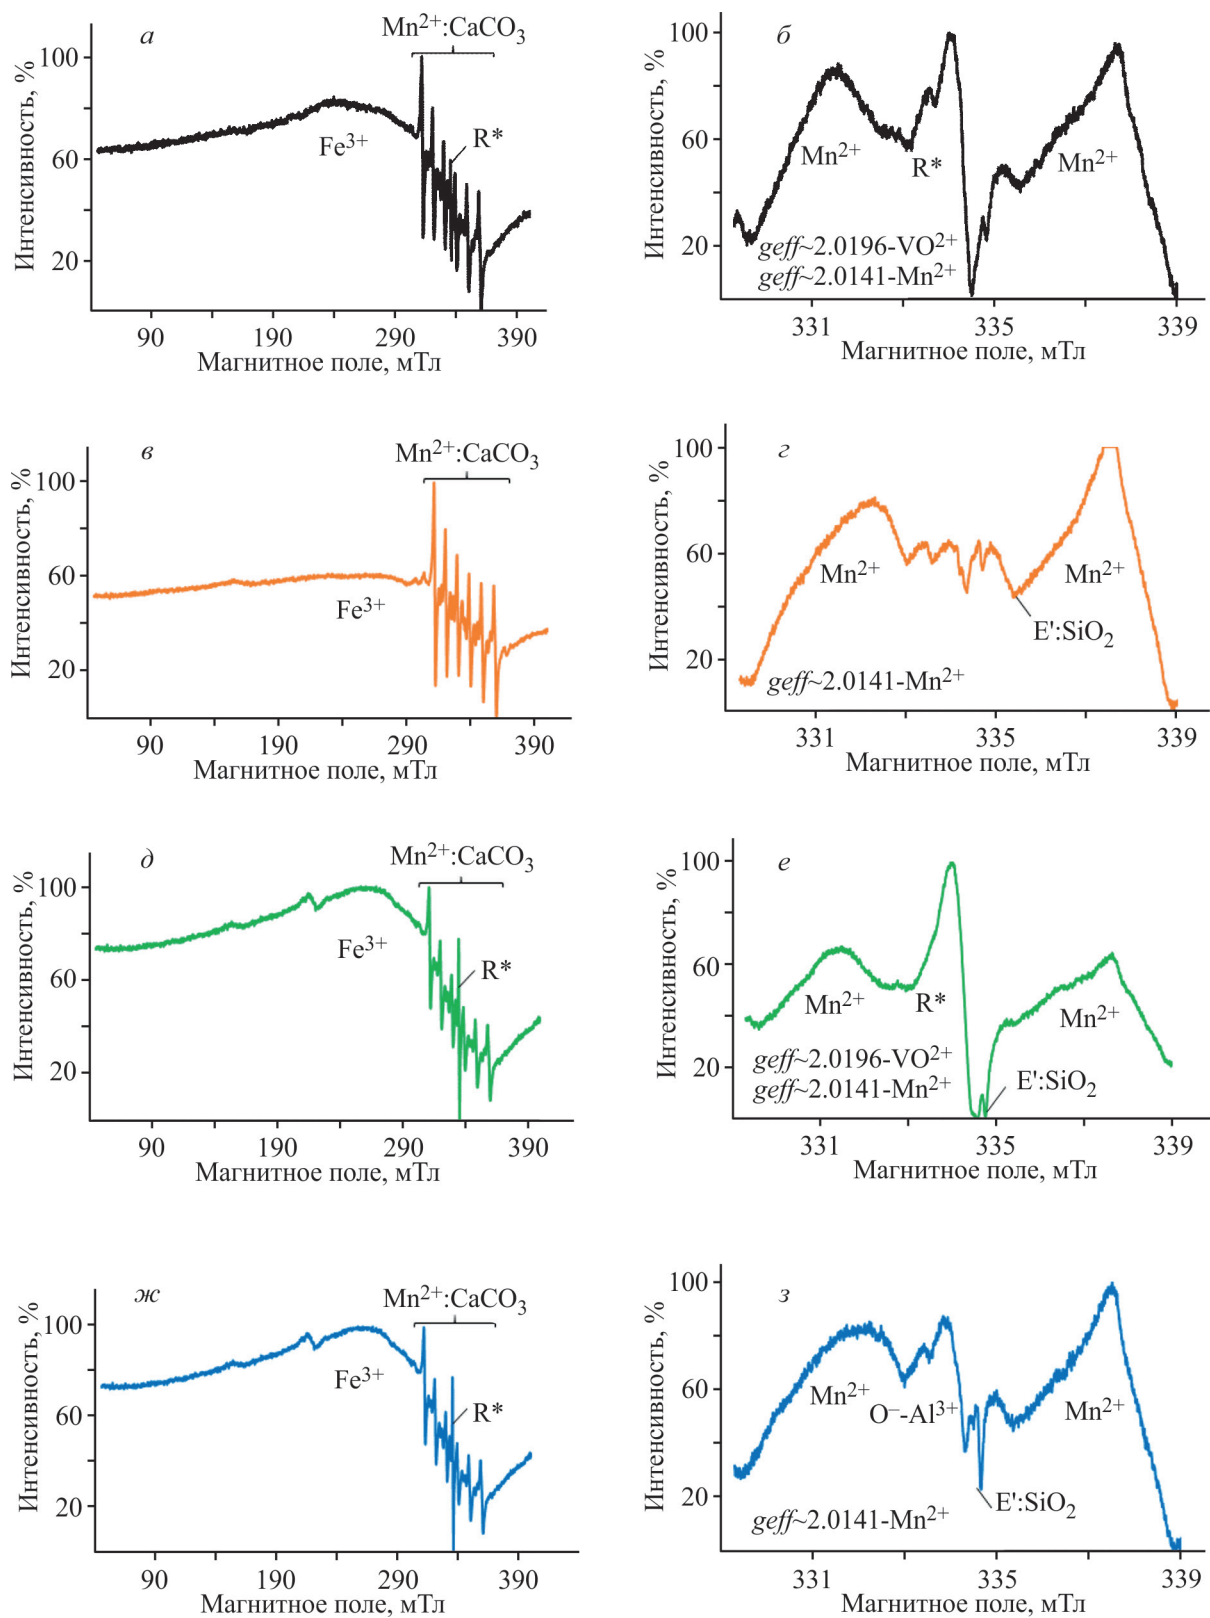 а
Mn2+:CaCO3
100
60
20
Интенсивность, %
Fe3+
R*
90 190 290 390
Магнитное поле, мТл
б
100
60
20
Интенсивность, %
Mn2+
R*
Mn2+
geff~2.0196-VO2+
geff~2.0141-Mn2+
331 335 339
Магнитное поле, мТл
в
Mn2+:CaCO3
100
60
20
Интенсивность, %
Fe3+
90 190 290 390
Магнитное поле, мТл
г
100
60
20
Интенсивность, %
Mn2+
Mn2+
E':SiO2
geff~2.0141-Mn2+
331 335 339
Магнитное поле, мТл
д
Mn2+:CaCO3
100
60
20
Интенсивность, %
Fe3+
R*
90 190 290 390
Магнитное поле, мТл
е
100
60
20
Интенсивность, %
Mn2+
R*
Mn2+
geff~2.0196-VO2+
geff~2.0141-Mn2+
E':SiO2
331 335 339
Магнитное поле, мТл
ж
Mn2+:CaCO3
100
60
20
Интенсивность, %
Fe3+
R*
90 190 290 390
Магнитное поле, мТл
з
100
60
20
Интенсивность, %
Mn2+
O–-Al3+
Mn2+
E':SiO2
geff~2.0141-Mn2+
331 335 339
Магнитное поле, мТл